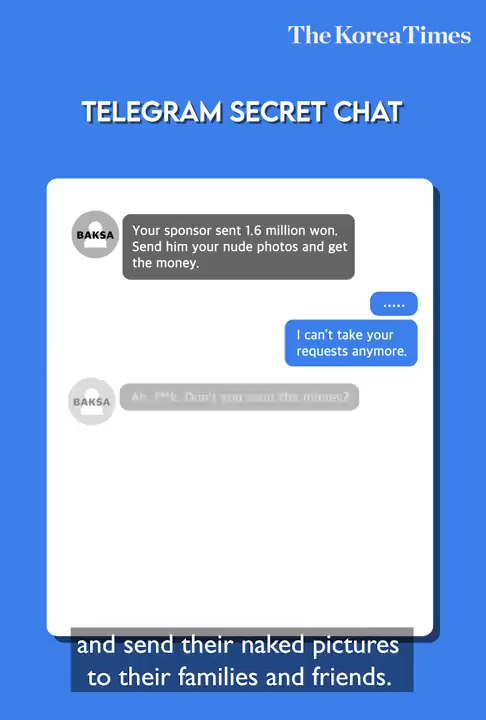 The Korea Times
TELEGRAM SECRET CHAT
BAKSA
Your sponsor sent 1.6 million won.
Send him your nude photos and get
the money.
.....
I can't take your
requests anymore.
BAKSA
Ah, f**k. Don't you want the money?
and send their naked pictures
to their families and friends.